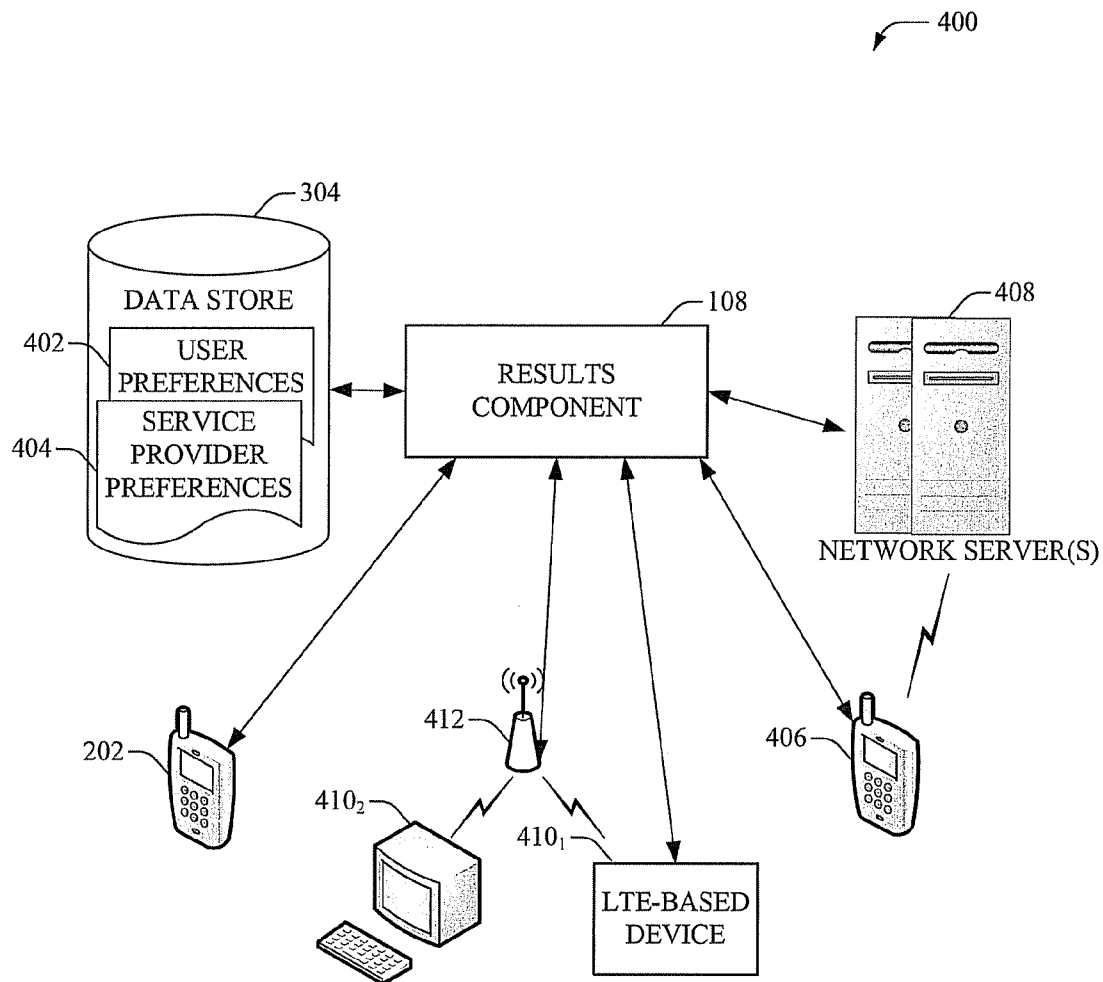 400
304
DATA STORE
402
USER
PREFERENCES
404
SERVICE
PROVIDER
PREFERENCES
108
RESULTS
COMPONENT
408
NETWORK SERVER(S)
202
412
406
410₂
410₁
LTE-BASED
DEVICE